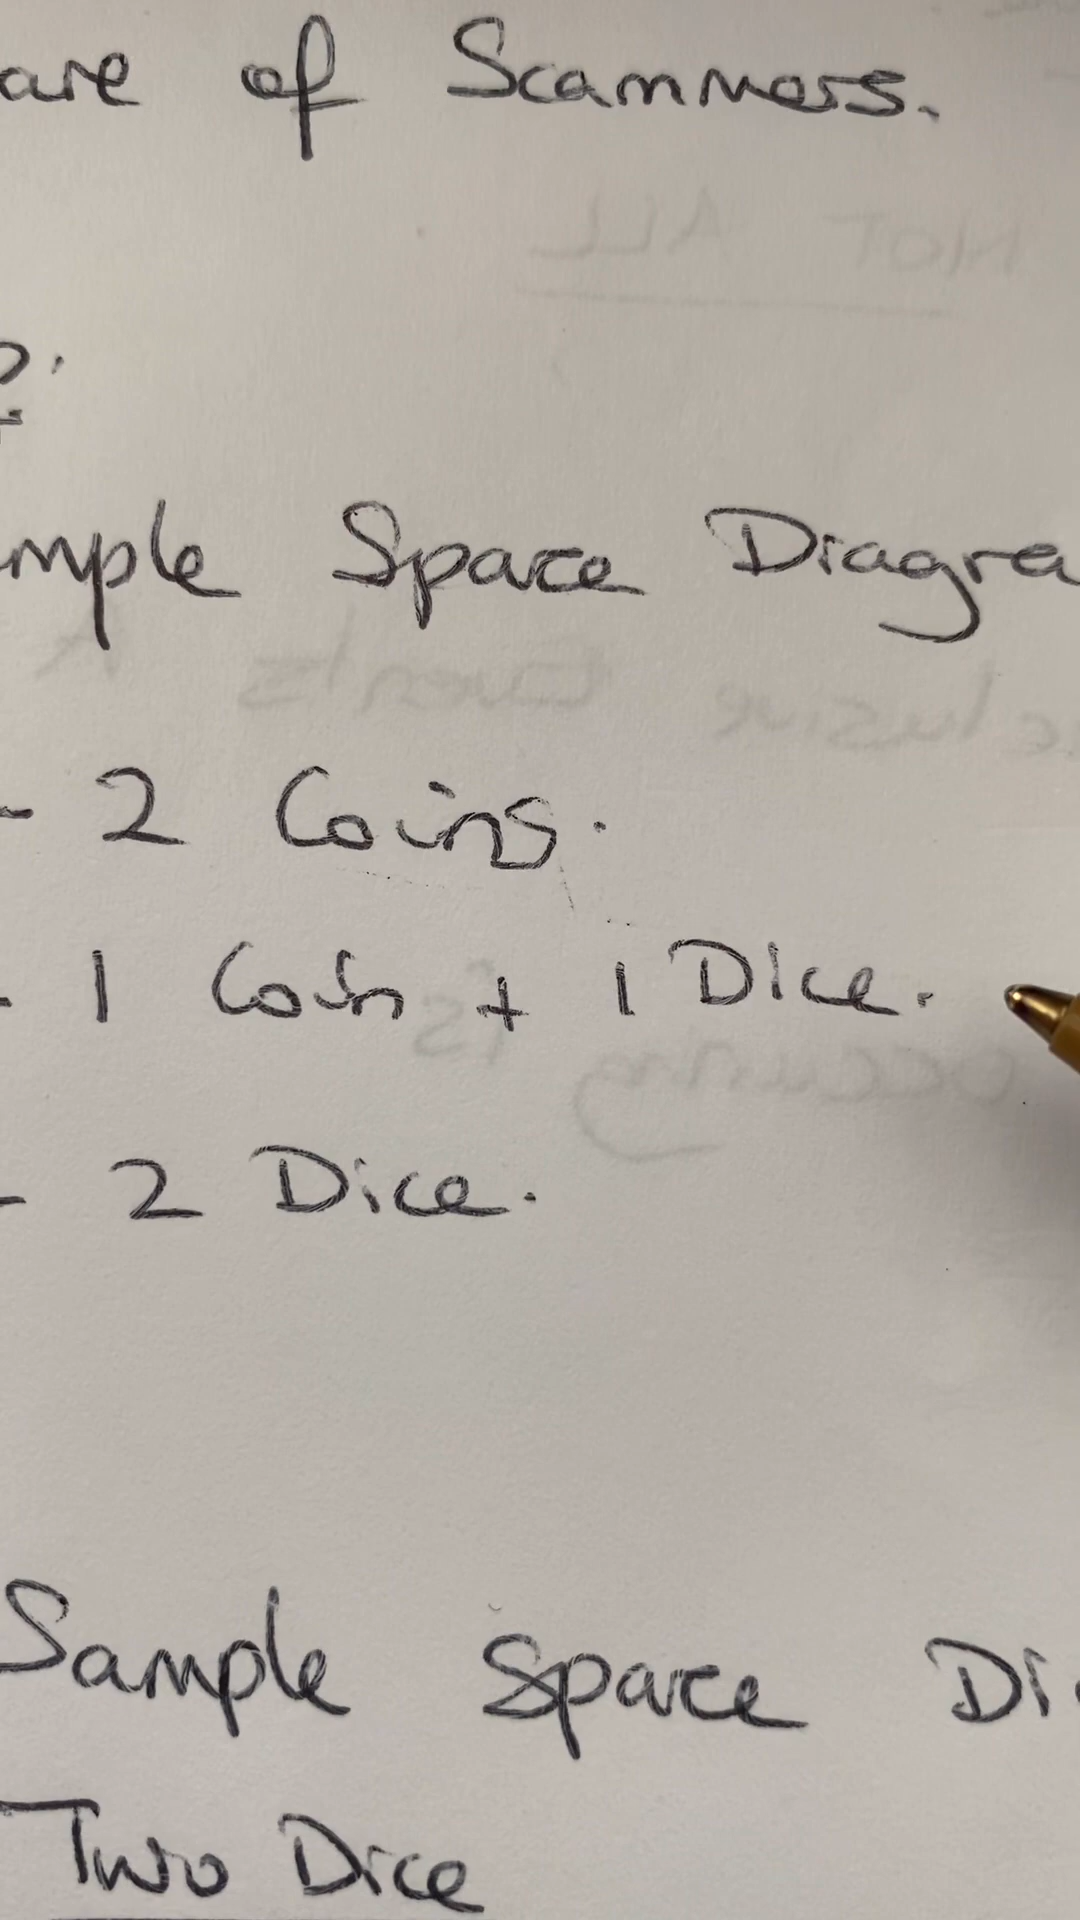 are of Scammers.
mple Space Diagra
- 2 Coins.
- 1 Coin + 1 Dice.
- 2 Dice.
Sample Space Di
Two Dice